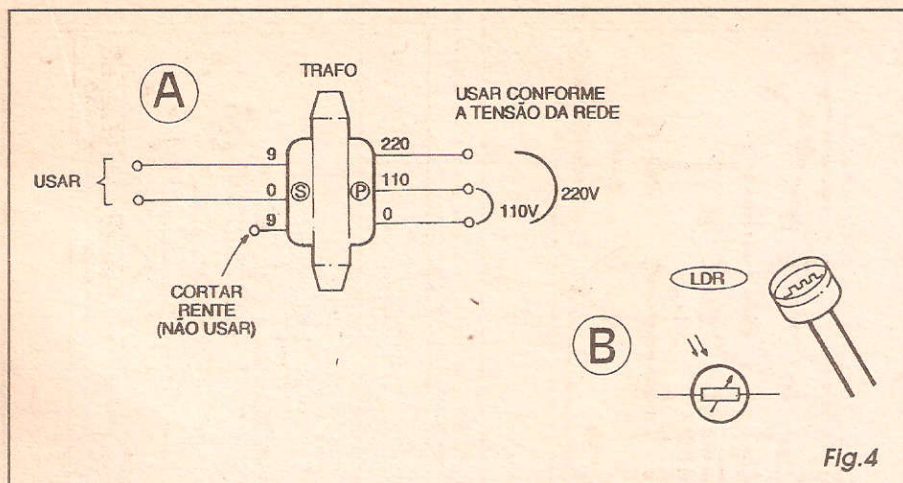 A
TRAFO
USAR CONFORME
A TENSÃO DA REDE
USAR
9
0
9
S
P
220
110
0
110V
220V
CORTAR
RENTE
(NÃO USAR)
LDR
B
Fig.4